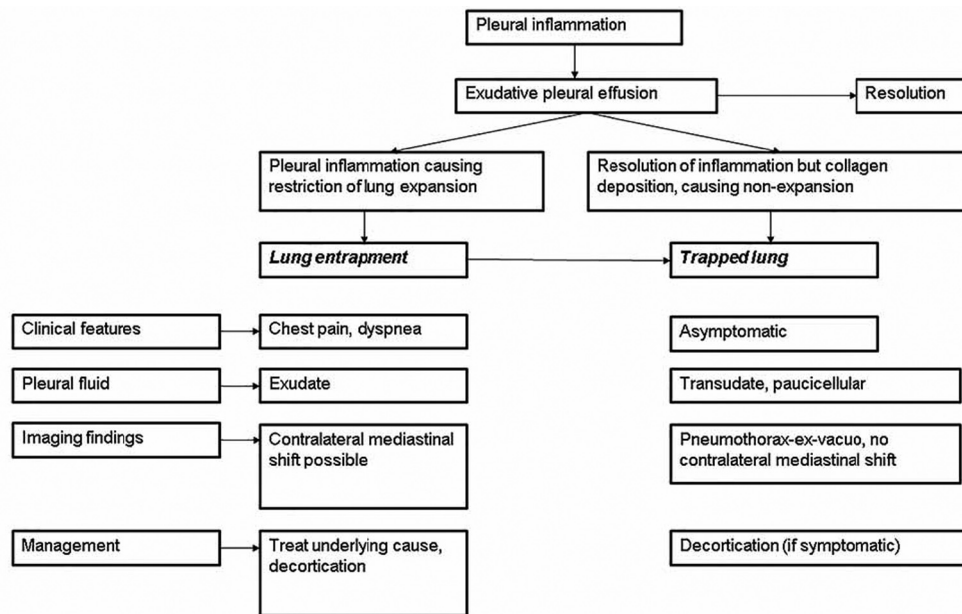 Pleural inflammation
Exudative pleural effusion
Resolution
Pleural inflammation causing
restriction of lung expansion
Resolution of inflammation but collagen
deposition, causing non-expansion
Lung entrapment
Trapped lung
Clinical features
Chest pain, dyspnea
Asymptomatic
Pleural fluid
Exudate
Transudate, paucicellular
Imaging findings
Contralateral mediastinal
shift possible
Pneumothorax-ex-vacuo, no
contralateral mediastinal shift
Management
Treat underlying cause,
decortication
Decortication (if symptomatic)